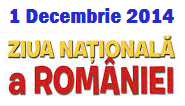 1 Decembrie 2014
ZIUA NAȚIONALĂ
a ROMÂNIEI